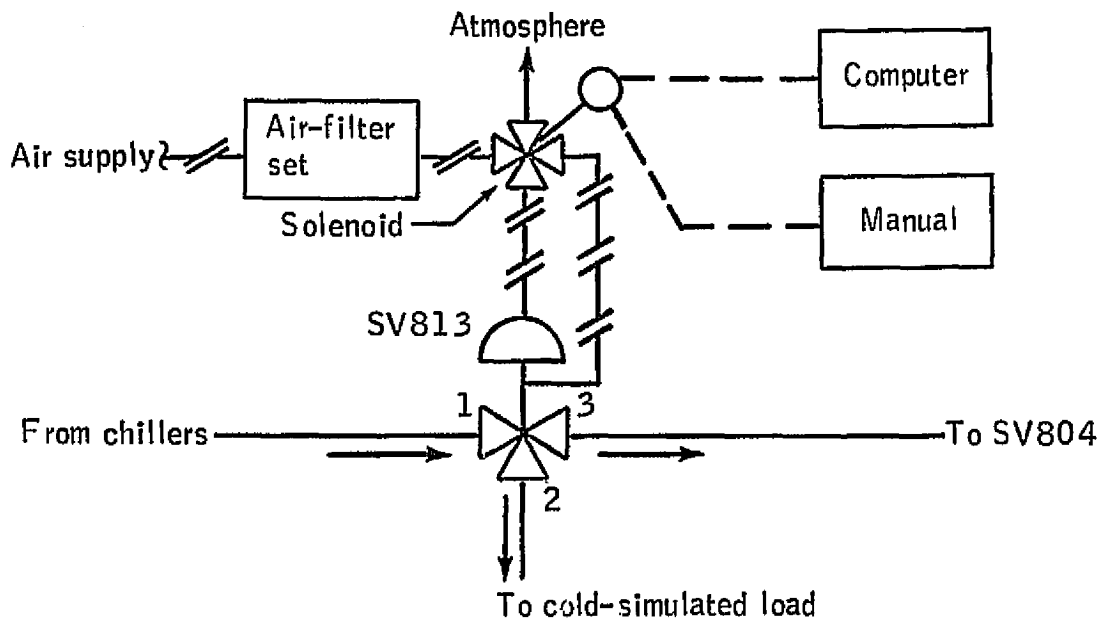 Atmosphere
Computer
Air-filter
set
Air supply
Solenoid
Manual
SV813
1
3
From chillers
To SV804
2
To cold-simulated load